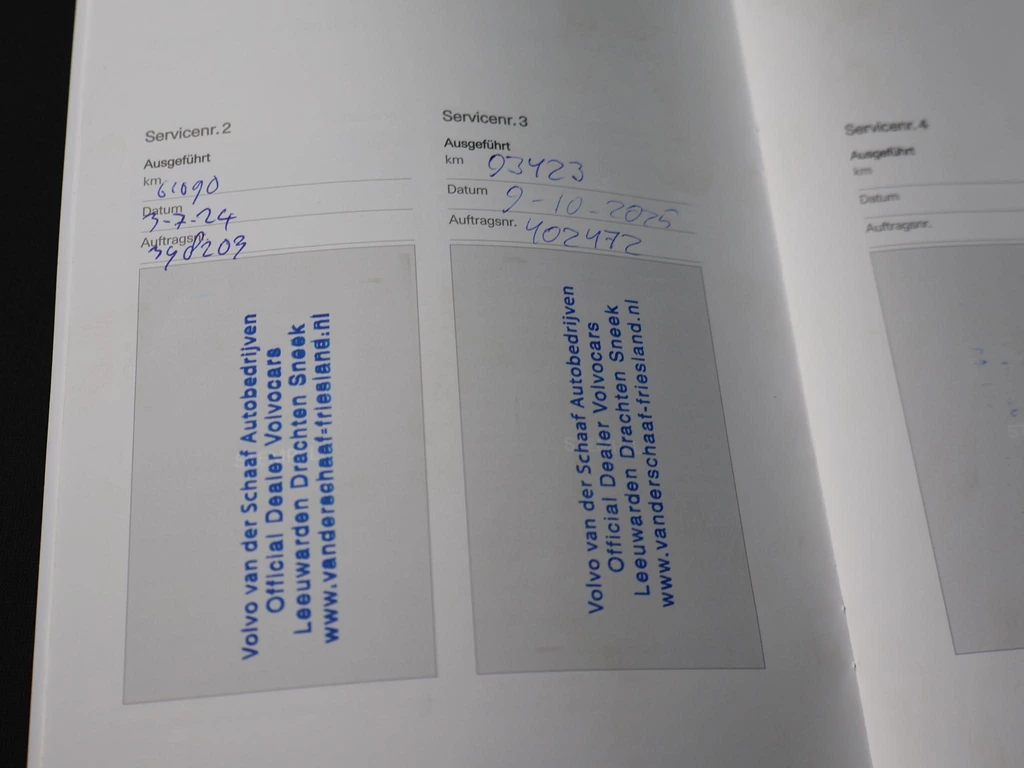 Servicenr. 2
Ausgeführt
km 61090
Datum 3-7-24
Auftragsnr. 398203
Volvo van der Schaaf Autobedrijven
Official Dealer Volvocars
Leeuwarden Drachten Sneek
www.vanderschaaf-friesland.nl
Servicenr. 3
Ausgeführt
km 93423
Datum 9-10-2025
Auftragsnr. 402472
Volvo van der Schaaf Autobedrijven
Official Dealer Volvocars
Leeuwarden Drachten Sneek
www.vanderschaaf-friesland.nl
Servicenr. 4
Ausgeführt
km
Datum
Auftragsnr.